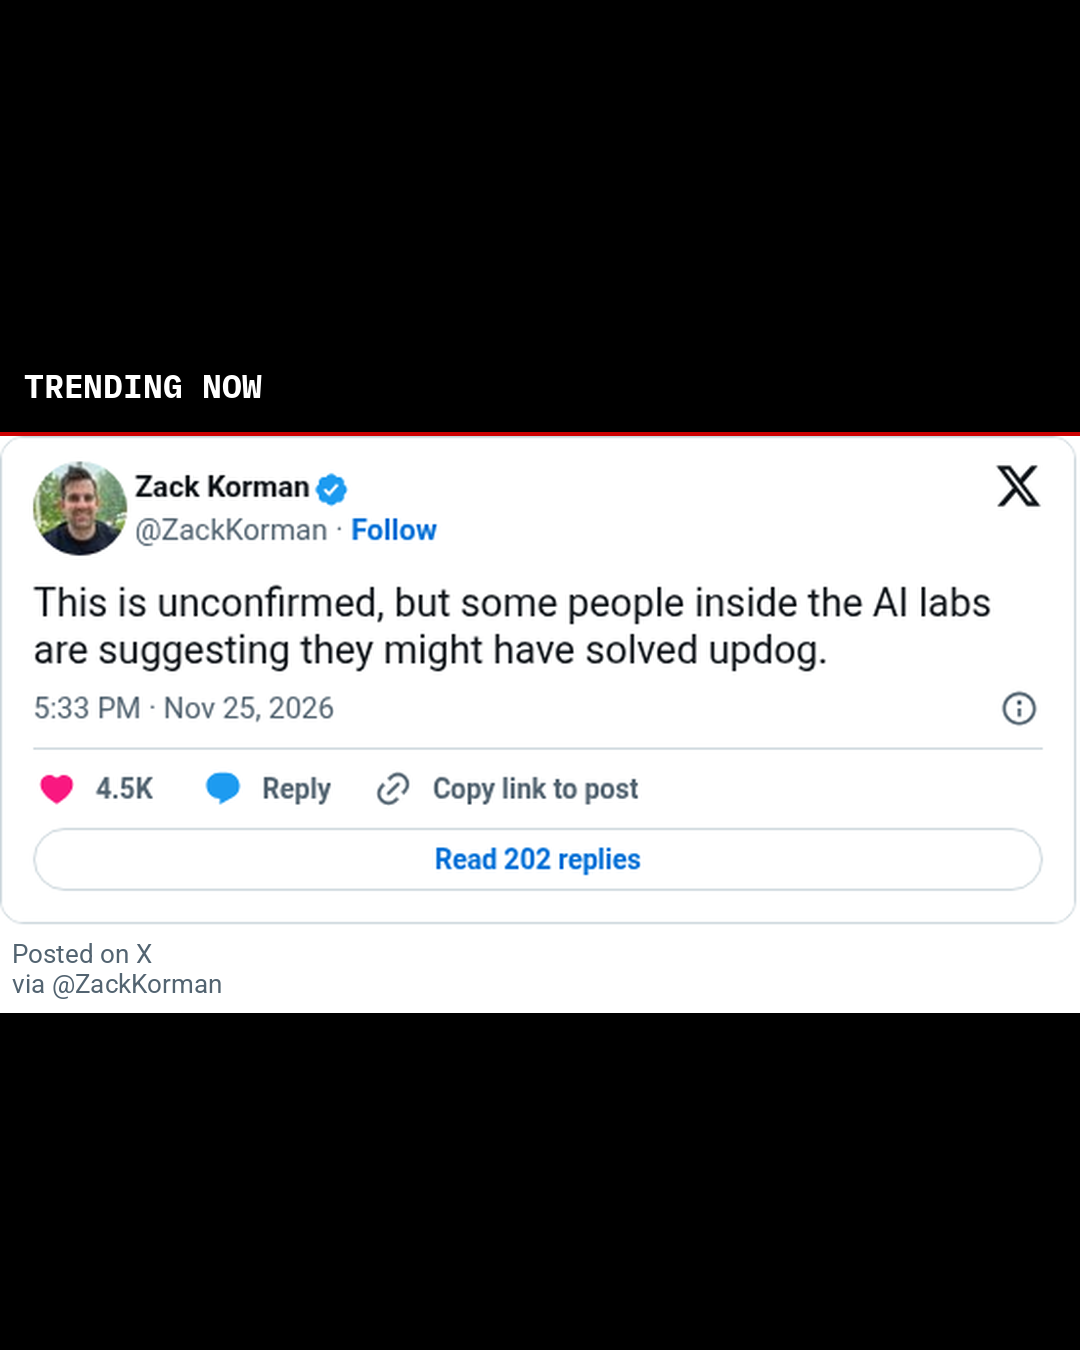 TRENDING NOW
Zack Korman
@ZackKorman · Follow
This is unconfirmed, but some people inside the AI labs
are suggesting they might have solved updog.
5:33 PM · Nov 25, 2026
4.5K Reply Copy link to post
Read 202 replies
Posted on X
via @ZackKorman